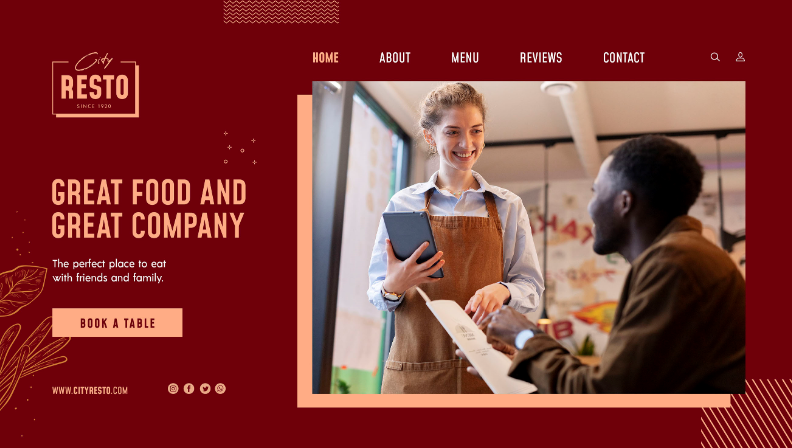 City
RESTO
SINCE 1920
HOME ABOUT MENU REVIEWS CONTACT
GREAT FOOD AND
GREAT COMPANY
The perfect place to eat
with friends and family.
BOOK A TABLE
WWW.CITYRESTO.COM